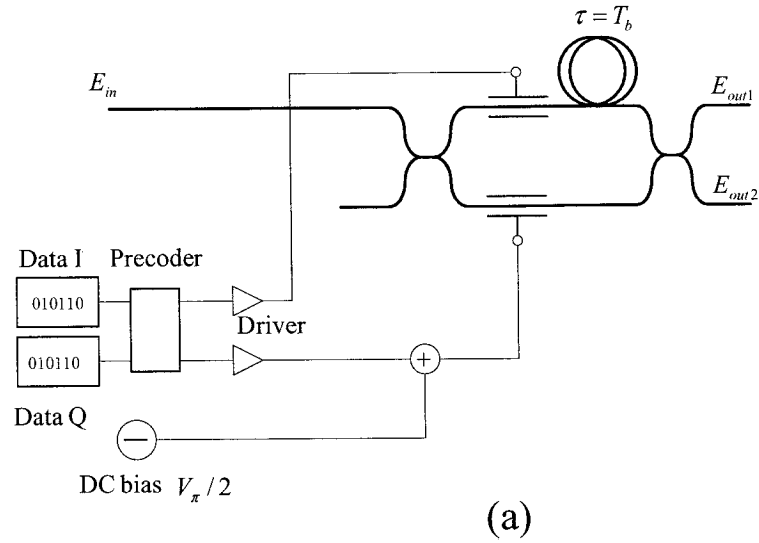 τ = T_b
E_in
E_out1
E_out2
Data I
Precoder
010110
Driver
010110
+
Data Q
−
DC bias V_π / 2
(a)